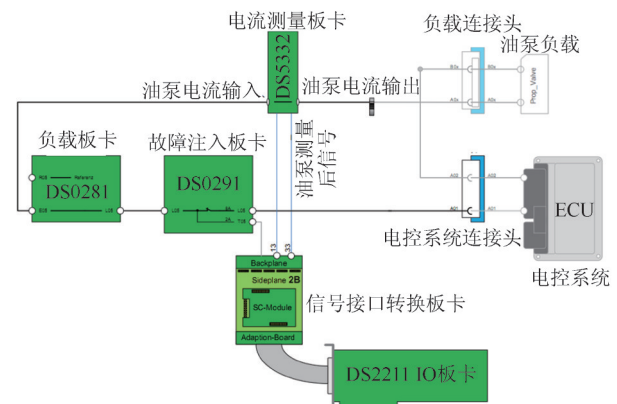 电流测量板卡
负载连接头
油泵负载
DS5332
油泵电流输入
油泵电流输出
Prop_Valve
负载板卡
故障注入板卡
油泵测量
后信号
DS0281
DS0291
ECU
电控系统连接头
电控系统
13
33
Backplane
Sideplane 2B
SC-Module
Adaption-Board
信号接口转换板卡
DS2211 IO板卡